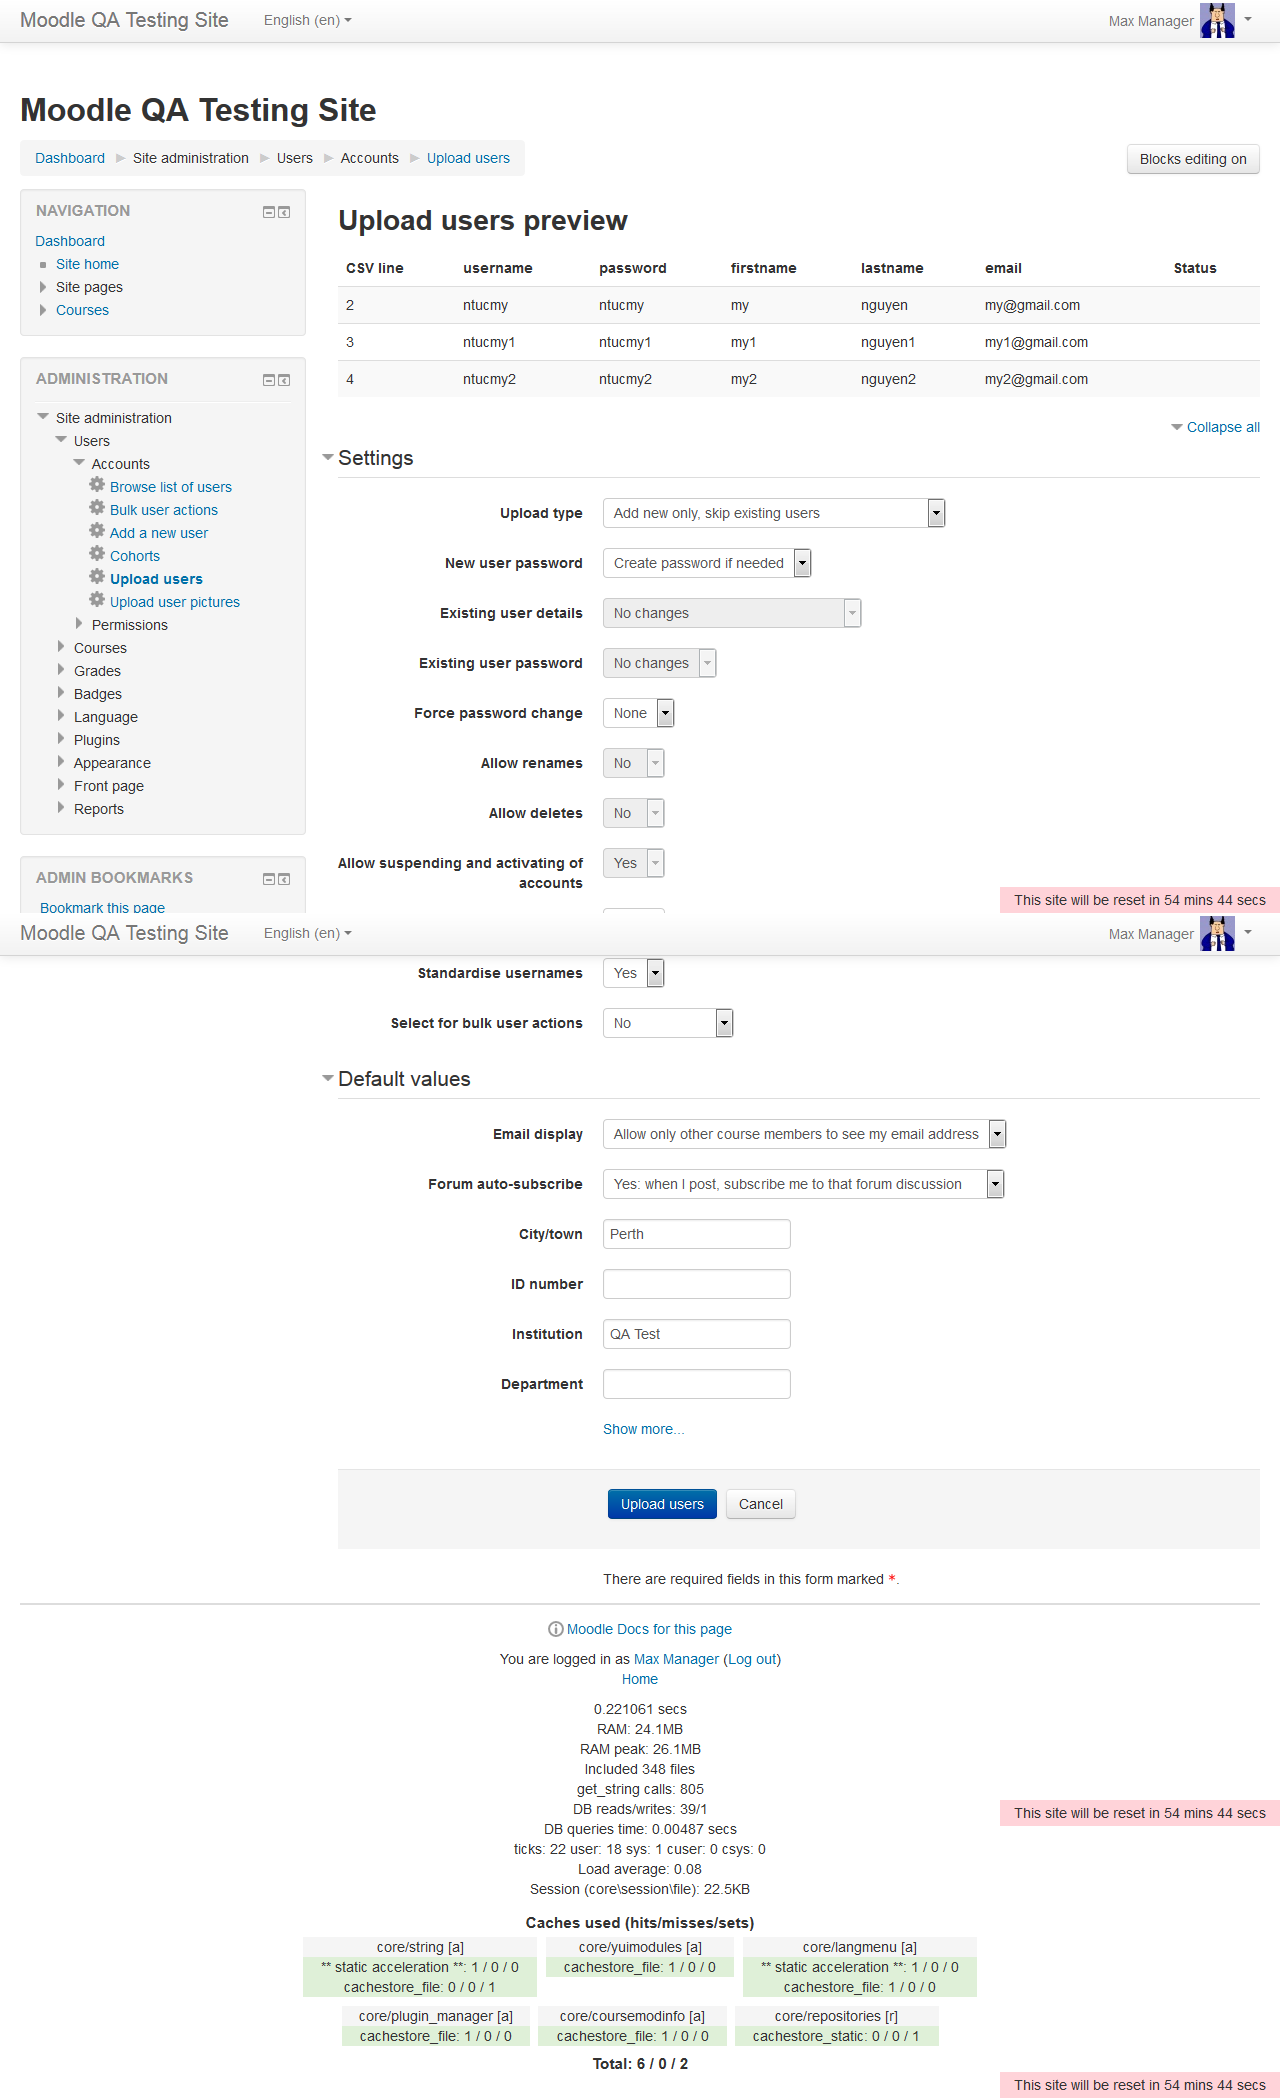 Moodle QA Testing Site
English (en)
Max Manager
Moodle QA Testing Site
Dashboard
Site administration
Users
Accounts
Upload users
Blocks editing on
NAVIGATION
Dashboard
Site home
Site pages
Courses
ADMINISTRATION
Site administration
Users
Accounts
Browse list of users
Bulk user actions
Add a new user
Cohorts
Upload users
Upload user pictures
Permissions
Courses
Grades
Badges
Language
Plugins
Appearance
Front page
Reports
ADMIN BOOKMARKS
Bookmark this page
Upload users preview
CSV line username password firstname lastname email Status
2 ntucmy ntucmy my nguyen my@gmail.com
3 ntucmy1 ntucmy1 my1 nguyen1 my1@gmail.com
4 ntucmy2 ntucmy2 my2 nguyen2 my2@gmail.com
Collapse all
Settings
Upload type Add new only, skip existing users
New user password Create password if needed
Existing user details No changes
Existing user password No changes
Force password change None
Allow renames No
Allow deletes No
Allow suspending and activating of
accounts Yes
This site will be reset in 54 mins 44 secs
Moodle QA Testing Site
English (en)
Max Manager
Standardise usernames Yes
Select for bulk user actions No
Default values
Email display Allow only other course members to see my email address
Forum auto-subscribe Yes: when I post, subscribe me to that forum discussion
City/town Perth
ID number
Institution QA Test
Department
Show more...
Upload users Cancel
There are required fields in this form marked *.
Moodle Docs for this page
You are logged in as Max Manager (Log out)
Home
0.221061 secs
RAM: 24.1MB
RAM peak: 26.1MB
Included 348 files
get_string calls: 805
DB reads/writes: 39/1
This site will be reset in 54 mins 44 secs
DB queries time: 0.00487 secs
ticks: 22 user: 18 sys: 1 cuser: 0 csys: 0
Load average: 0.08
Session (core\session\file): 22.5KB
Caches used (hits/misses/sets)
core/string [a]
** static acceleration **: 1 / 0 / 0
cachestore_file: 0 / 0 / 1
core/yuimodules [a]
cachestore_file: 1 / 0 / 0
core/langmenu [a]
** static acceleration **: 1 / 0 / 0
cachestore_file: 1 / 0 / 0
core/plugin_manager [a]
cachestore_file: 1 / 0 / 0
core/coursemodinfo [a]
cachestore_file: 1 / 0 / 0
core/repositories [r]
cachestore_static: 0 / 0 / 1
Total: 6 / 0 / 2
This site will be reset in 54 mins 44 secs